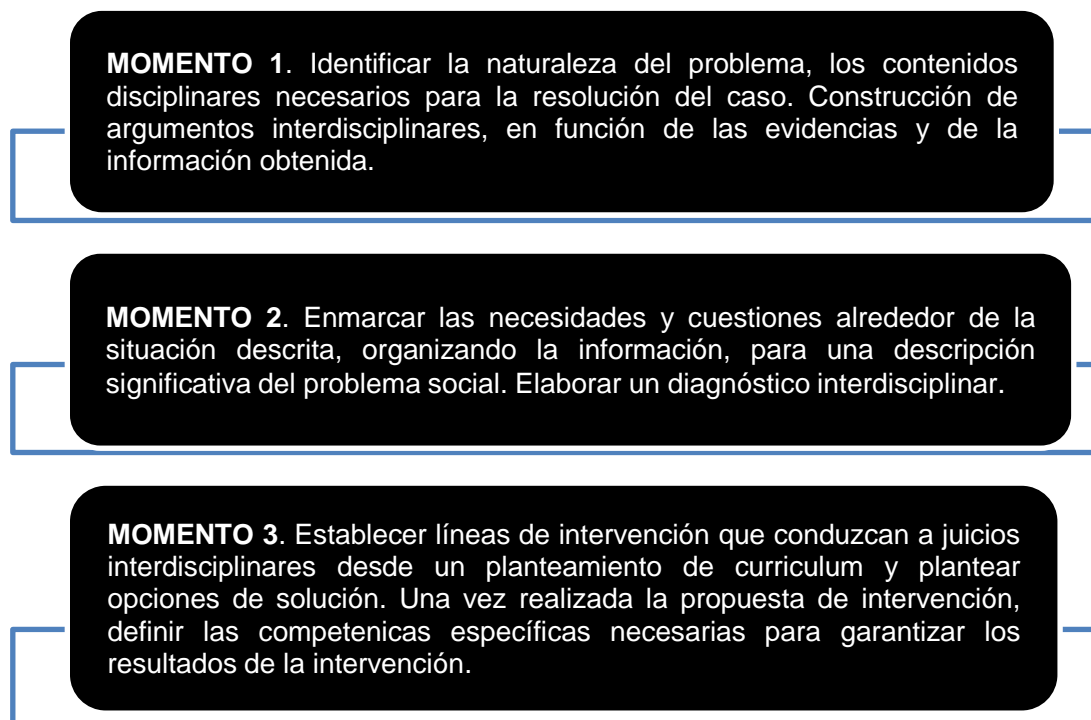 MOMENTO 1. Identificar la naturaleza del problema, los contenidos
disciplinares necesarios para la resolución del caso. Construcción de
argumentos interdisciplinares, en función de las evidencias y de la
información obtenida.
MOMENTO 2. Enmarcar las necesidades y cuestiones alrededor de la
situación descrita, organizando la información, para una descripción
significativa del problema social. Elaborar un diagnóstico interdisciplinar.
MOMENTO 3. Establecer líneas de intervención que conduzcan a juicios
interdisciplinares desde un planteamiento de curriculum y plantear
opciones de solución. Una vez realizada la propuesta de intervención,
definir las competenicas específicas necesarias para garantizar los
resultados de la intervención.